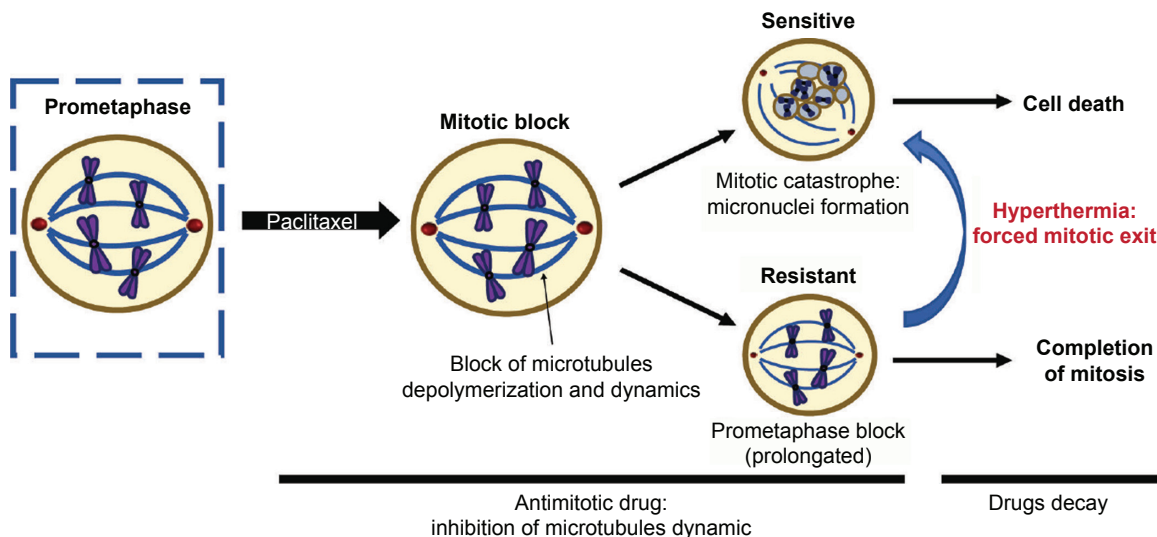 Prometaphase
Paclitaxel
Mitotic block
Block of microtubules
depolymerization and dynamics
Sensitive
Mitotic catastrophe:
micronuclei formation
Cell death
Hyperthermia:
forced mitotic exit
Resistant
Prometaphase block
(prolonged)
Completion
of mitosis
Antimitotic drug:
inhibition of microtubules dynamic
Drugs decay